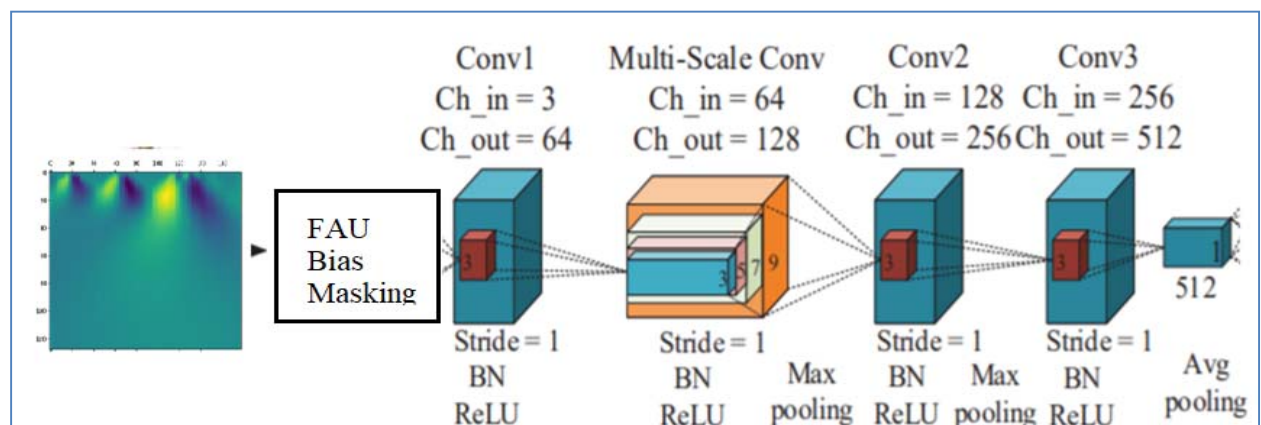 Conv1
Ch_in = 3
Ch_out = 64
Multi-Scale Conv
Ch_in = 64
Ch_out = 128
Conv2
Ch_in = 128
Ch_out = 256
Conv3
Ch_in = 256
Ch_out = 512
FAU
Bias
Masking
3
3
5
7
9
3
3
1
512
Stride = 1
BN
ReLU
Stride = 1
BN
ReLU
Max
pooling
Stride = 1
BN
ReLU
Max
pooling
Stride = 1
BN
ReLU
Avg
pooling